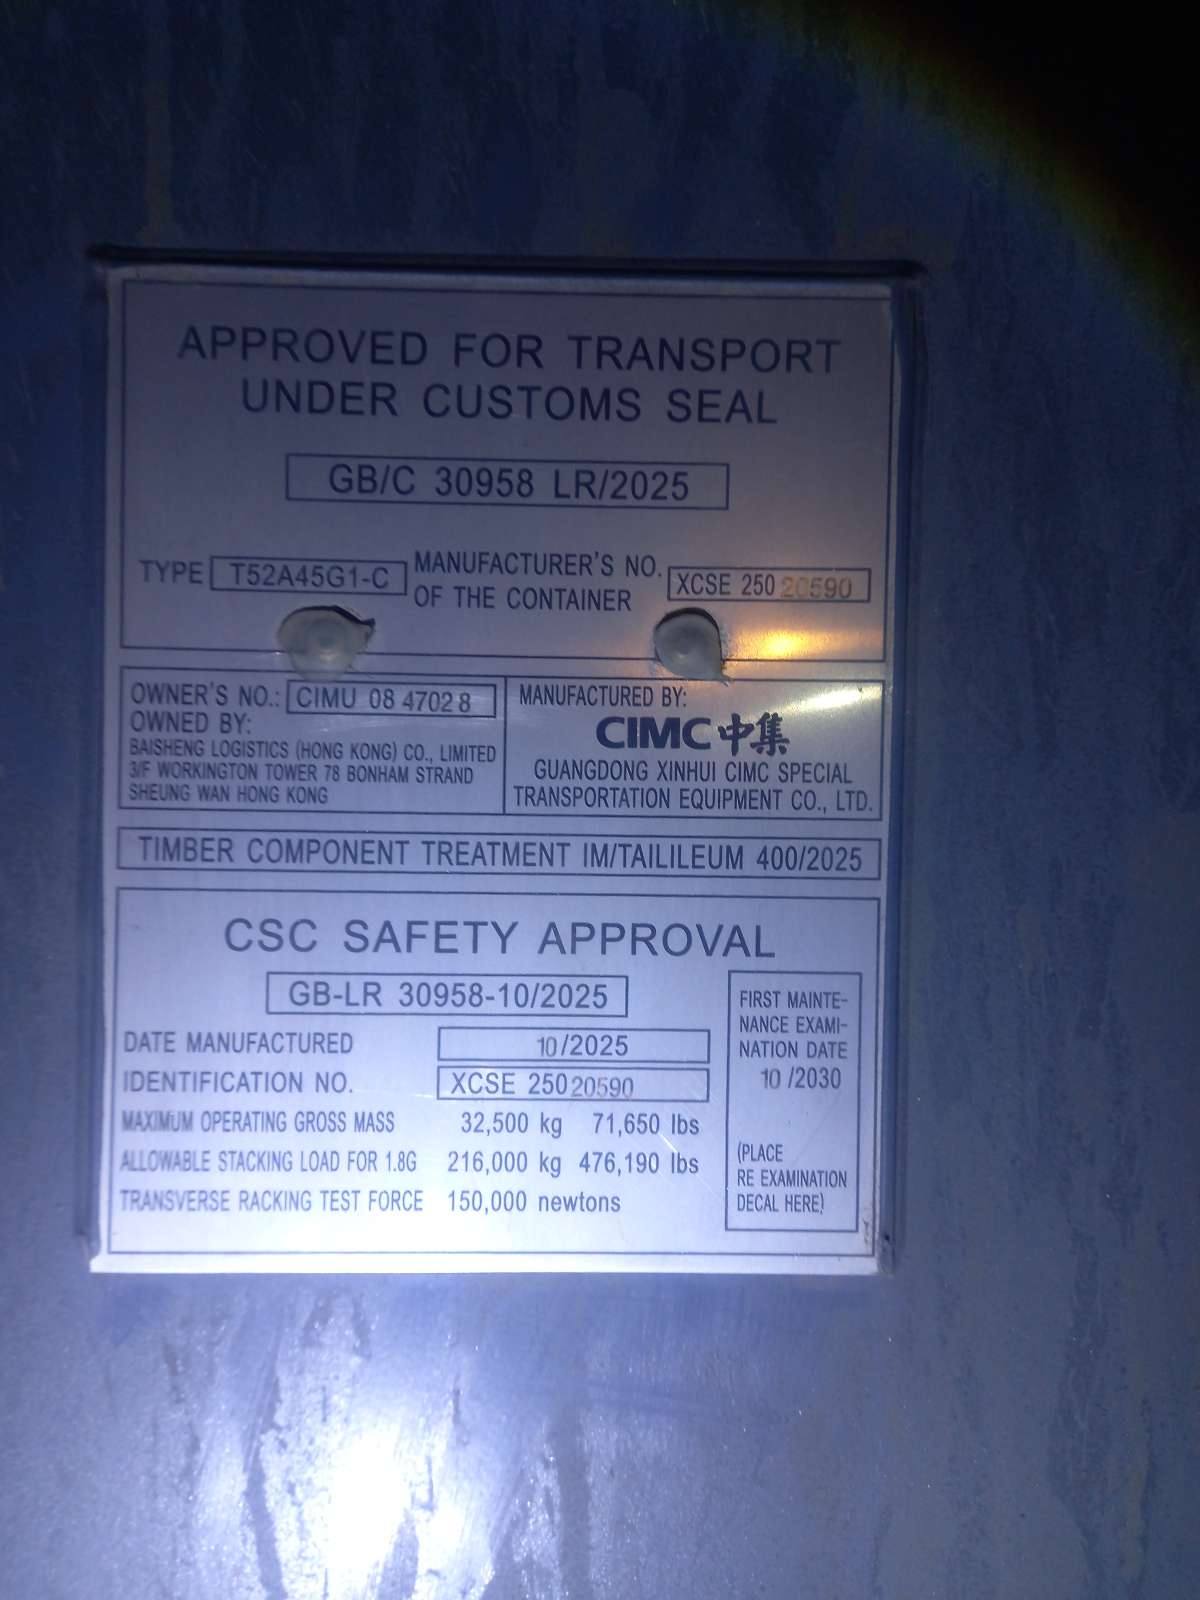 APPROVED FOR TRANSPORT
UNDER CUSTOMS SEAL
GB/C 30958 LR/2025
TYPE T52A45G1-C
MANUFACTURER'S NO.
OF THE CONTAINER
XCSE 250 20590
OWNER'S NO.: CIMU 08 4702 8
OWNED BY:
BAISHENG LOGISTICS (HONG KONG) CO., LIMITED
3/F WORKINGTON TOWER 78 BONHAM STRAND
SHEUNG WAN HONG KONG
MANUFACTURED BY:
CIMC 中集
GUANGDONG XINHUI CIMC SPECIAL
TRANSPORTATION EQUIPMENT CO., LTD.
TIMBER COMPONENT TREATMENT IM/TAILILEUM 400/2025
CSC SAFETY APPROVAL
GB-LR 30958-10/2025
DATE MANUFACTURED 10/2025
IDENTIFICATION NO. XCSE 250 20590
MAXIMUM OPERATING GROSS MASS 32,500 kg 71,650 lbs
ALLOWABLE STACKING LOAD FOR 1.8G 216,000 kg 476,190 lbs
TRANSVERSE RACKING TEST FORCE 150,000 newtons
FIRST MAINTE-
NANCE EXAMI-
NATION DATE
10 /2030
(PLACE
RE EXAMINATION
DECAL HERE)